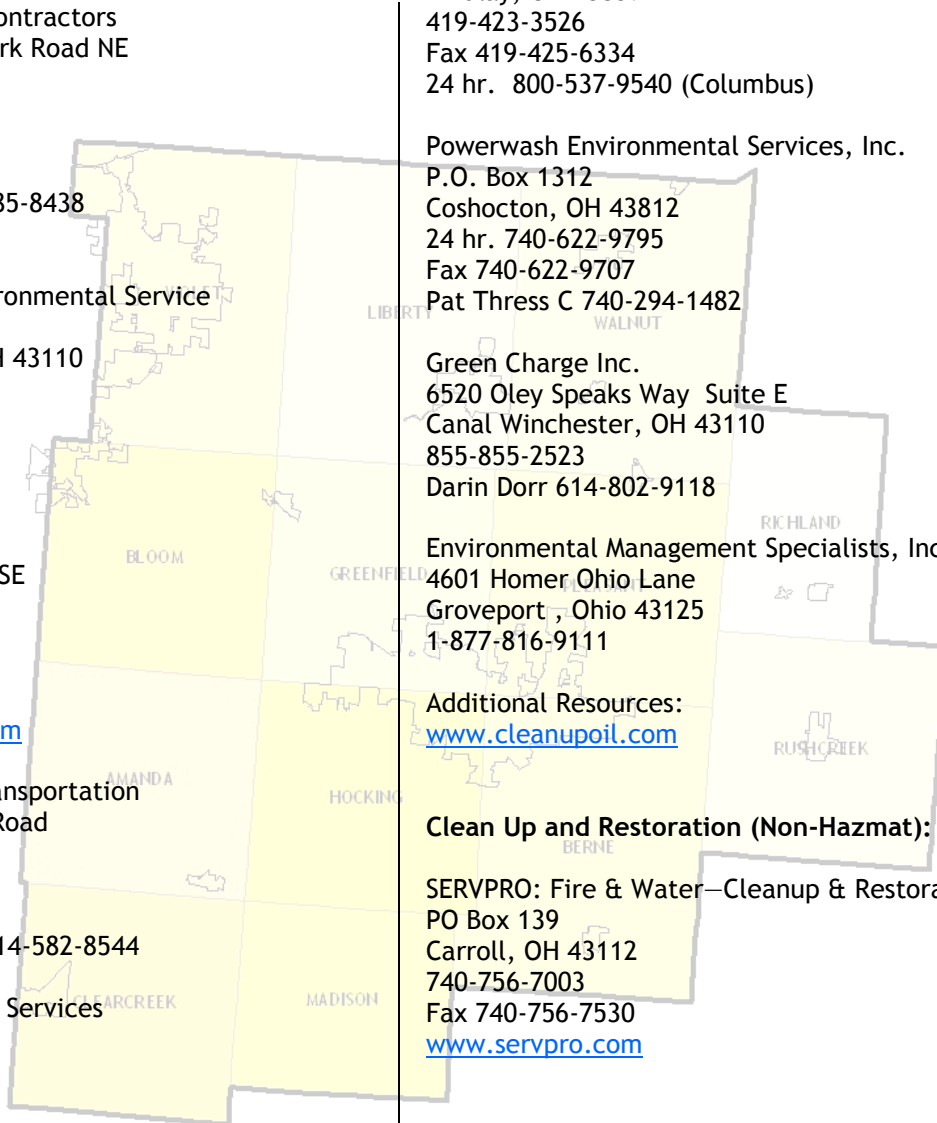 ontractors
rk Road NE
35-8438
ronmental Service
H 43110
SE
m
ansportation
Road
14-582-8544
Services
419-423-3526
Fax 419-425-6334
24 hr.  800-537-9540 (Columbus)
Powerwash Environmental Services, Inc.
P.O. Box 1312
Coshocton, OH 43812
24 hr. 740-622-9795
Fax 740-622-9707
Pat Thress C 740-294-1482
Green Charge Inc.
6520 Oley Speaks Way  Suite E
Canal Winchester, OH 43110
855-855-2523
Darin Dorr 614-802-9118
Environmental Management Specialists, Inc
4601 Homer Ohio Lane
Groveport , Ohio 43125
1-877-816-9111
Additional Resources:
www.cleanupoil.com
Clean Up and Restoration (Non-Hazmat):
SERVPRO: Fire & Water—Cleanup & Restora
PO Box 139
Carroll, OH 43112
740-756-7003
Fax 740-756-7530
www.servpro.com
VIOLET
LIBERTY
WALNUT
BLOOM
GREENFIELD
PLEASANT
RICHLAND
AMANDA
HOCKING
BERNE
RUSHCREEK
CLEARCREEK
MADISON